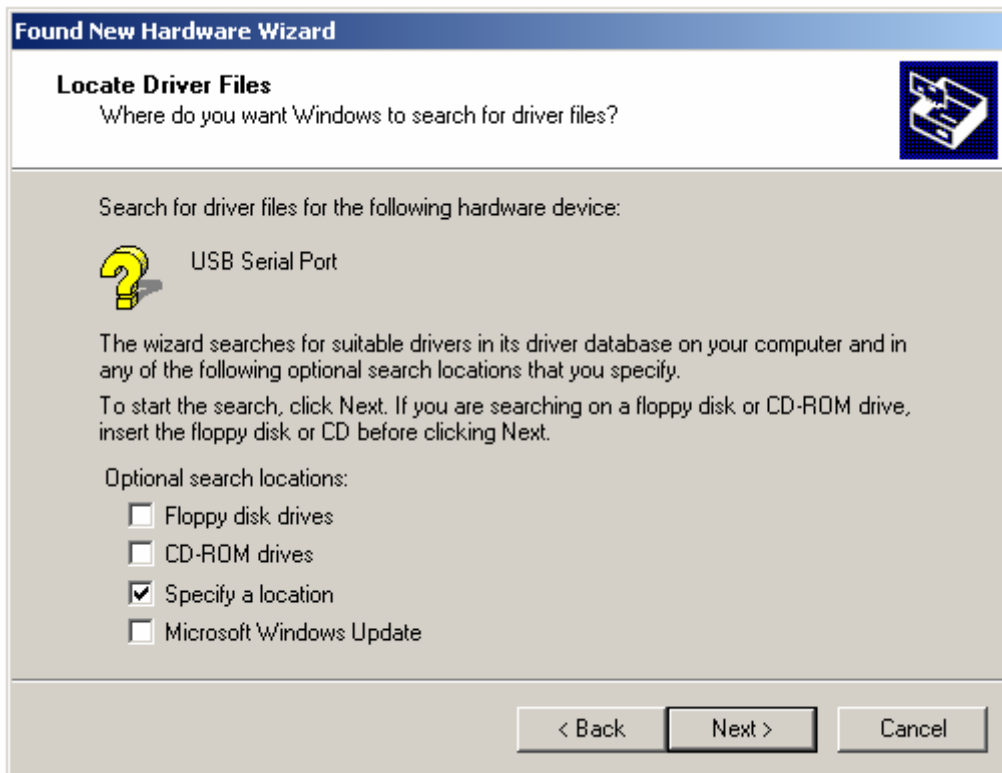 Found New Hardware Wizard
Locate Driver Files
Where do you want Windows to search for driver files?
Search for driver files for the following hardware device:
USB Serial Port
The wizard searches for suitable drivers in its driver database on your computer and in
any of the following optional search locations that you specify.
To start the search, click Next. If you are searching on a floppy disk or CD-ROM drive,
insert the floppy disk or CD before clicking Next.
Optional search locations:
Floppy disk drives
CD-ROM drives
Specify a location
Microsoft Windows Update
< Back Next > Cancel